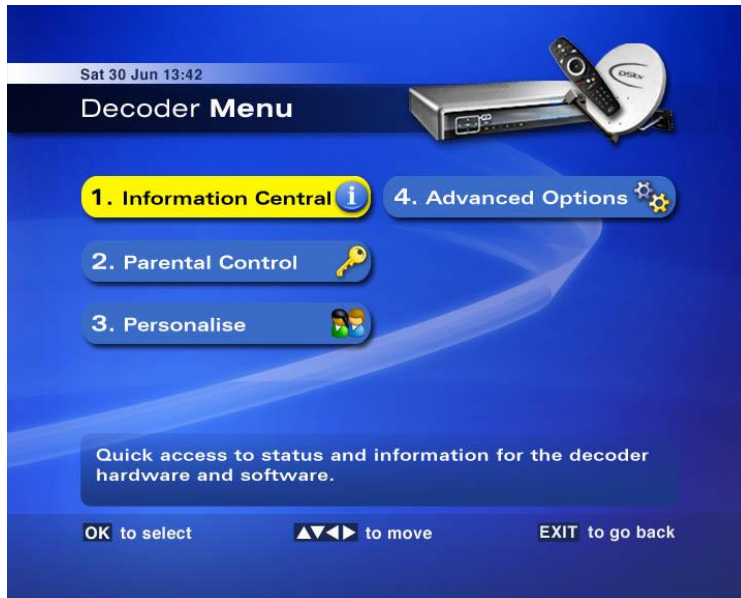 Sat 30 Jun 13:42
Decoder Menu
DStv
1. Information Central
4. Advanced Options
2. Parental Control
3. Personalise
Quick access to status and information for the decoder
hardware and software.
OK to select
▲▼◀▶ to move
EXIT to go back